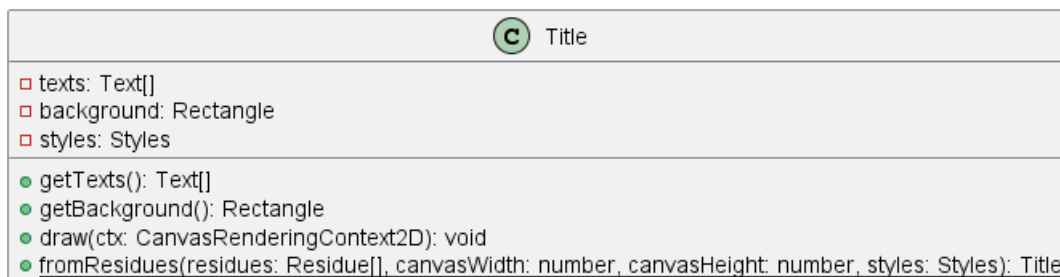 C Title
texts: Text[]
background: Rectangle
styles: Styles
getTexts(): Text[]
getBackground(): Rectangle
draw(ctx: CanvasRenderingContext2D): void
fromResidues(residues: Residue[], canvasWidth: number, canvasHeight: number, styles: Styles): Title